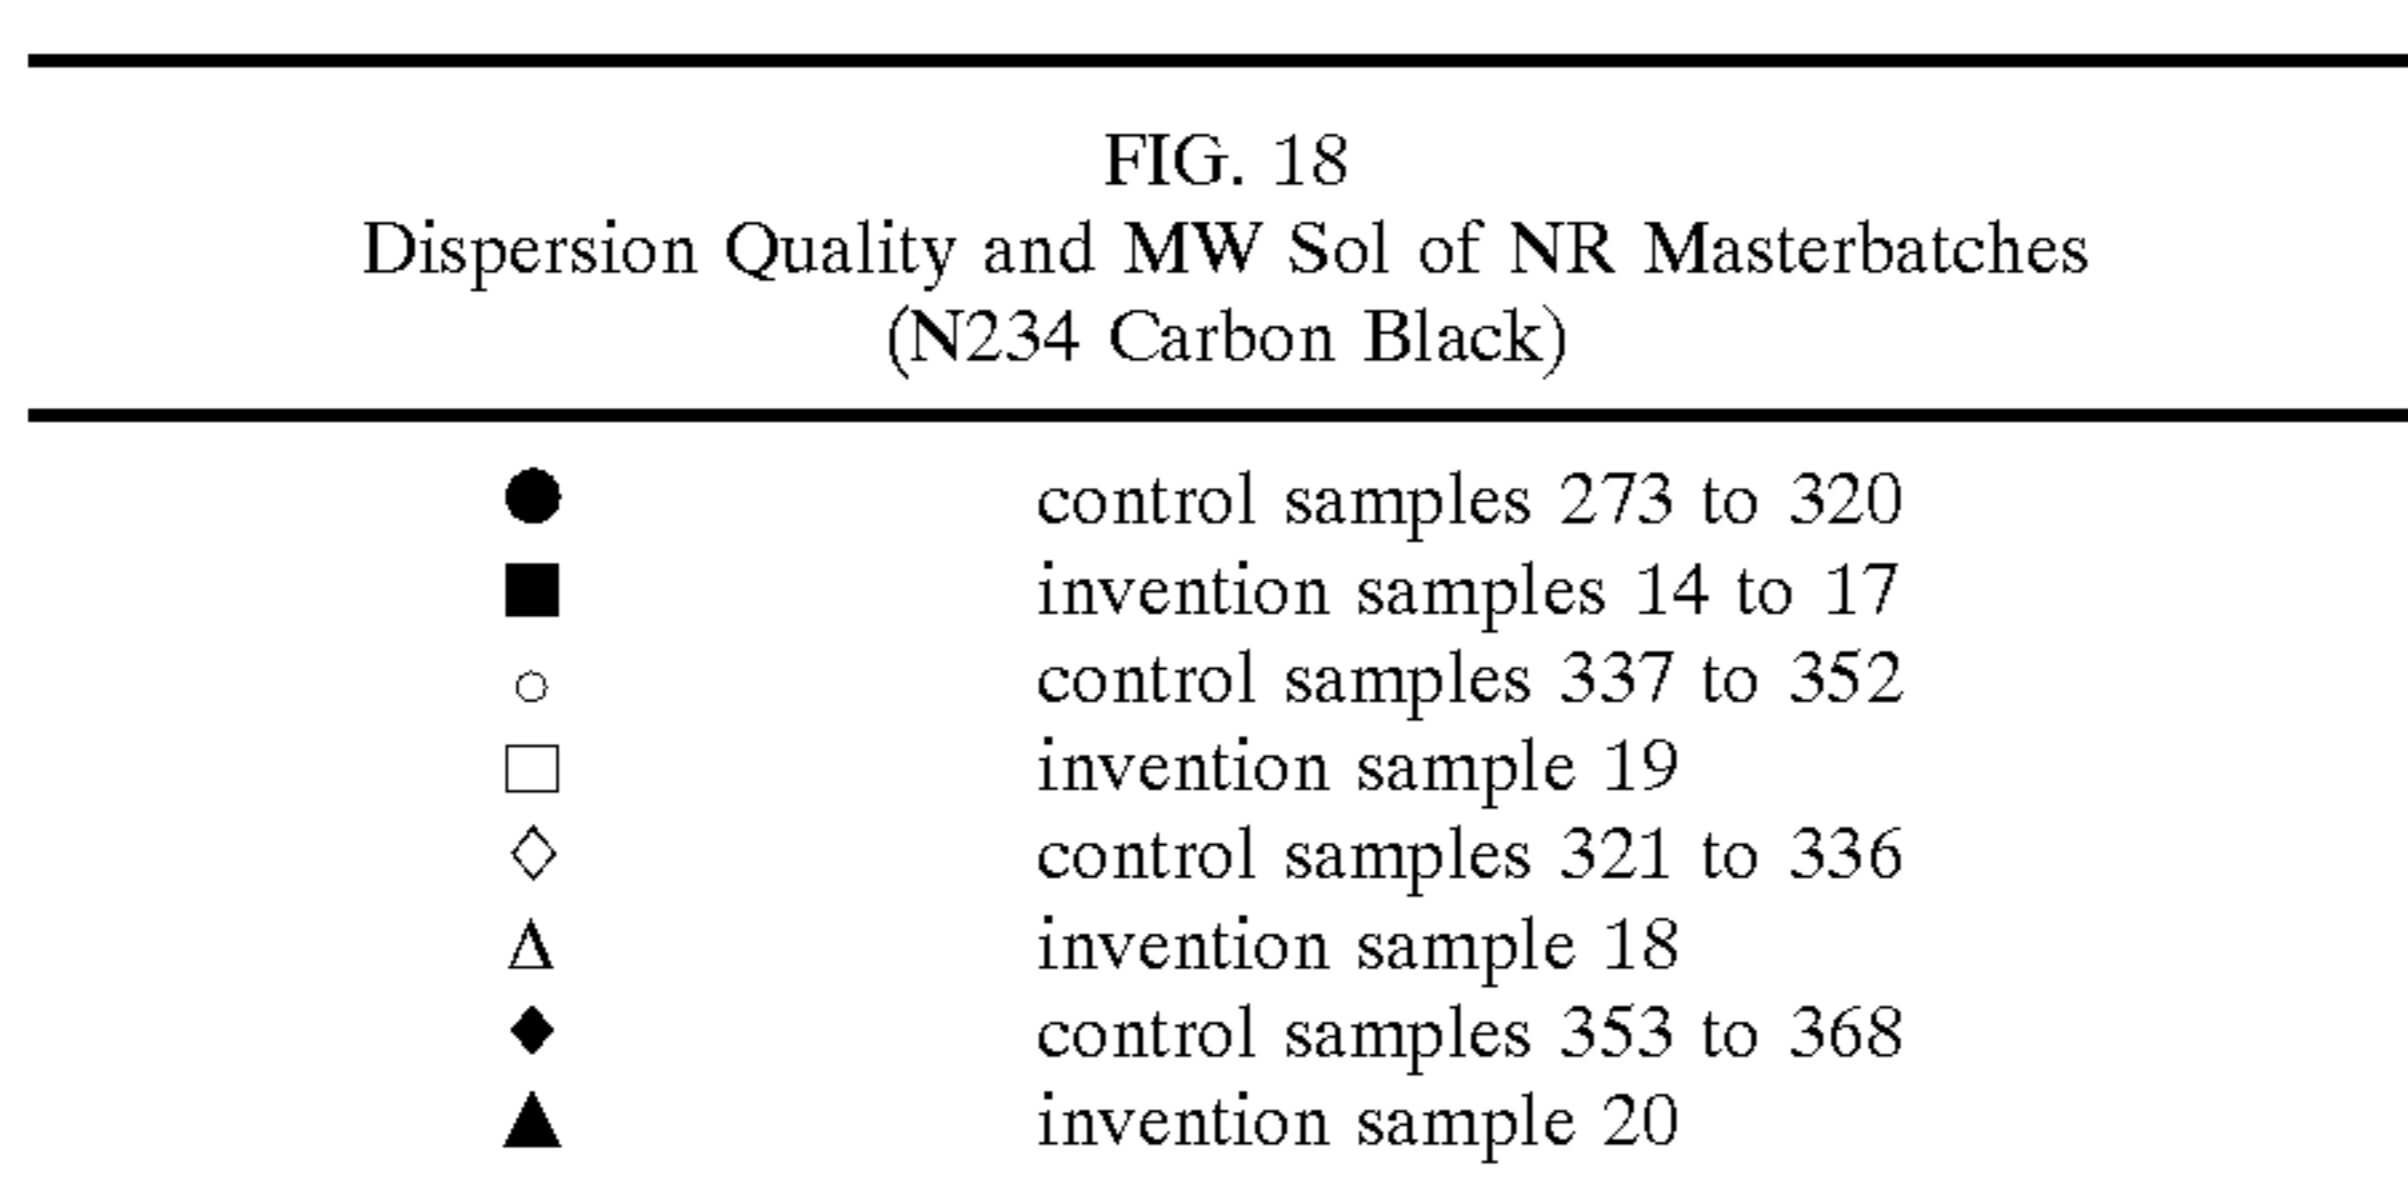 FIG. 18
Dispersion Quality and MW Sol of NR Masterbatches
(N234 Carbon Black)
● control samples 273 to 320
■ invention samples 14 to 17
○ control samples 337 to 352
□ invention sample 19
◇ control samples 321 to 336
Δ invention sample 18
◆ control samples 353 to 368
▲ invention sample 20